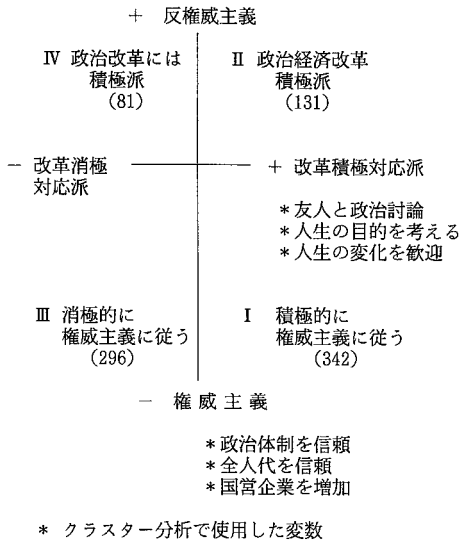 + 反権威主義
Ⅳ 政治改革には
積極派
(81)
Ⅱ 政治経済改革
積極派
(131)
− 改革消極
対応派
+ 改革積極対応派
*友人と政治討論
*人生の目的を考える
*人生の変化を歓迎
Ⅲ 消極的に
権威主義に従う
(296)
Ⅰ 積極的に
権威主義に従う
(342)
− 権威主義
*政治体制を信頼
*全人代を信頼
*国営企業を増加
* クラスター分析で使用した変数